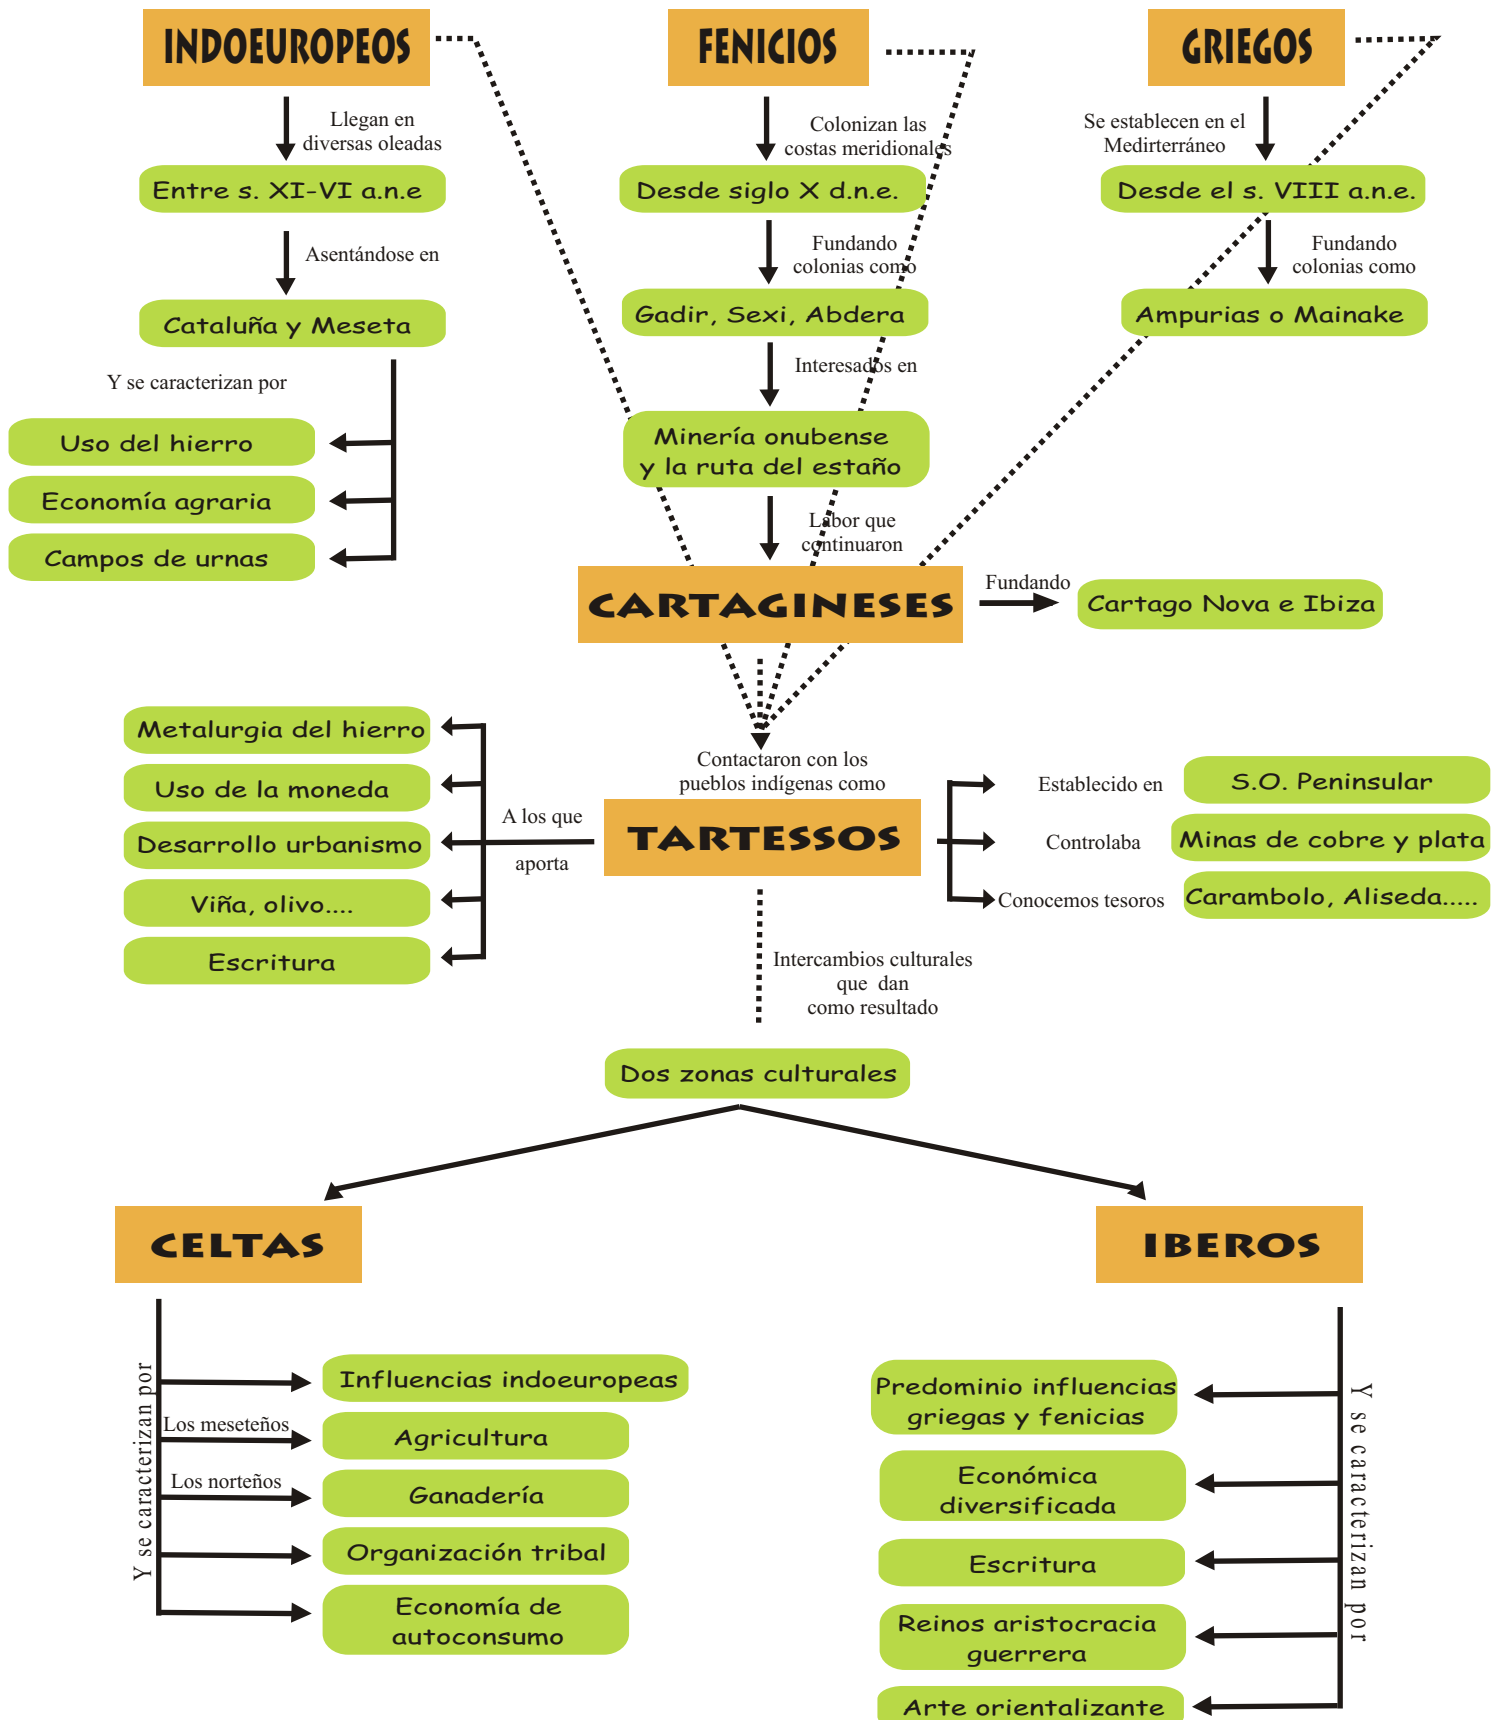 INDOEUROPEOS
FENICIOS
GRIEGOS
Llegan en
diversas oleadas
Colonizan las
costas meridionales
Se establecen en el
Medirterráneo
Entre s. XI-VI a.n.e
Desde siglo X d.n.e.
Desde el s. VIII a.n.e.
Asentándose en
Fundando
colonias como
Fundando
colonias como
Cataluña y Meseta
Gadir, Sexi, Abdera
Ampurias o Mainake
Y se caracterizan por
Interesados en
Uso del hierro
Economía agraria
Campos de urnas
Minería onubense
y la ruta del estaño
Labor que
continuaron
CARTAGINESES
Fundando
Cartago Nova e Ibiza
Contactaron con los
pueblos indígenas como
TARTESSOS
A los que
aporta
Metalurgia del hierro
Uso de la moneda
Desarrollo urbanismo
Viña, olivo....
Escritura
Establecido en
S.O. Peninsular
Controlaba
Minas de cobre y plata
Conocemos tesoros
Carambolo, Aliseda.....
Intercambios culturales
que dan
como resultado
Dos zonas culturales
CELTAS
IBEROS
Y se caracterizan por
Influencias indoeuropeas
Los meseteños
Agricultura
Los norteños
Ganadería
Organización tribal
Economía de
autoconsumo
Y se caracterizan por
Predominio influencias
griegas y fenicias
Económica
diversificada
Escritura
Reinos aristocracia
guerrera
Arte orientalizante